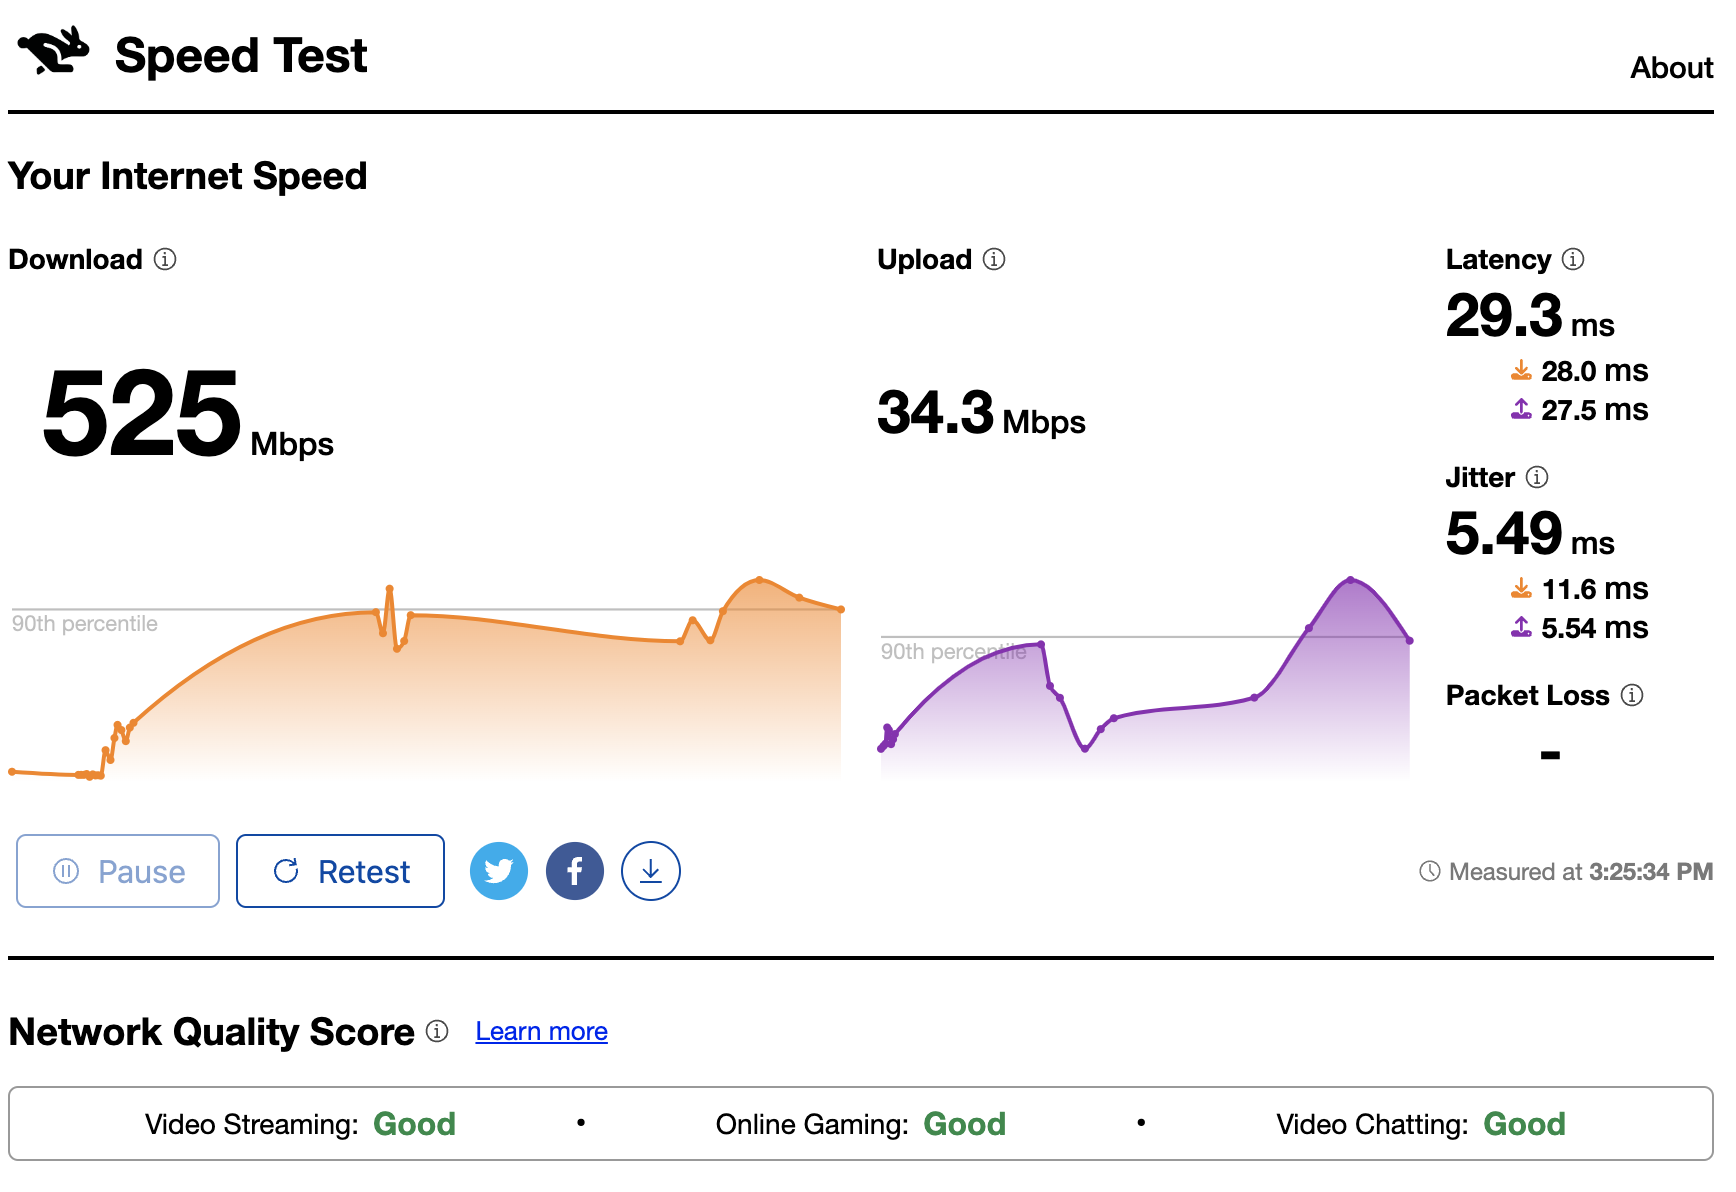 Speed Test
About
Your Internet Speed
Download
525 Mbps
90th percentile
Upload
34.3 Mbps
90th percentile
Latency
29.3 ms
28.0 ms
27.5 ms
Jitter
5.49 ms
11.6 ms
5.54 ms
Packet Loss
-
Pause
Retest
Measured at 3:25:34 PM
Network Quality Score
Learn more
Video Streaming: Good • Online Gaming: Good • Video Chatting: Good